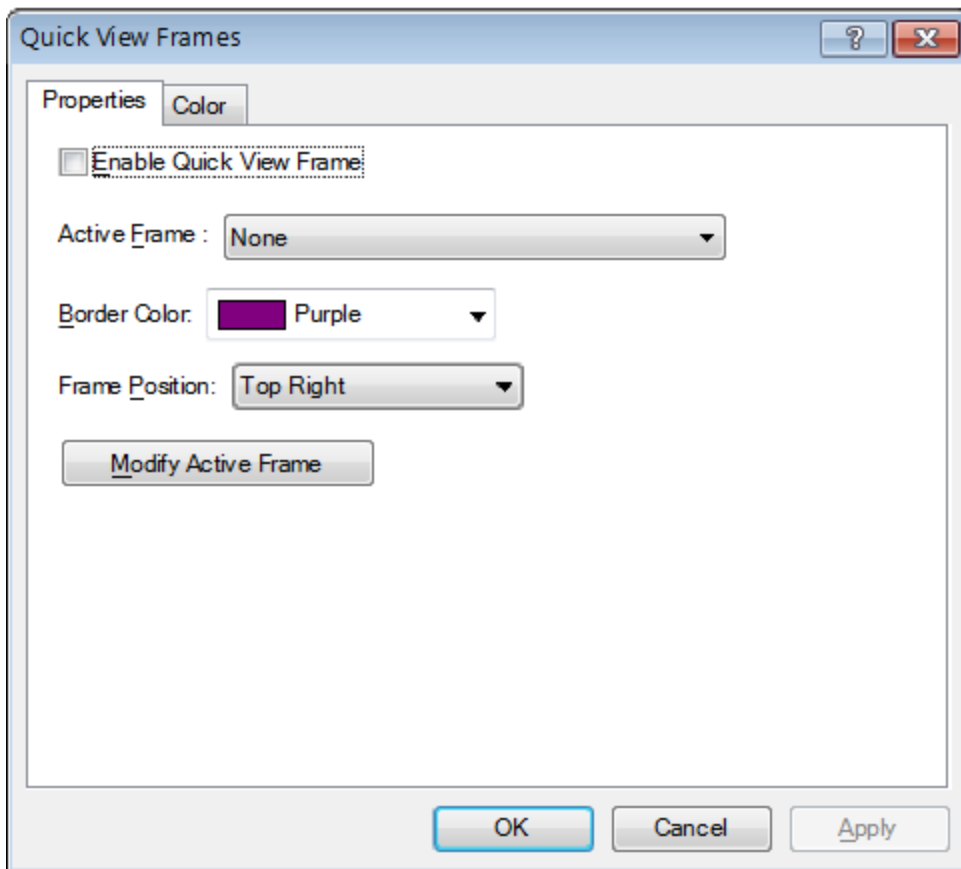 Quick View Frames
Properties Color
Enable Quick View Frame
Active Frame : None
Border Color: Purple
Frame Position: Top Right
Modify Active Frame
OK Cancel Apply